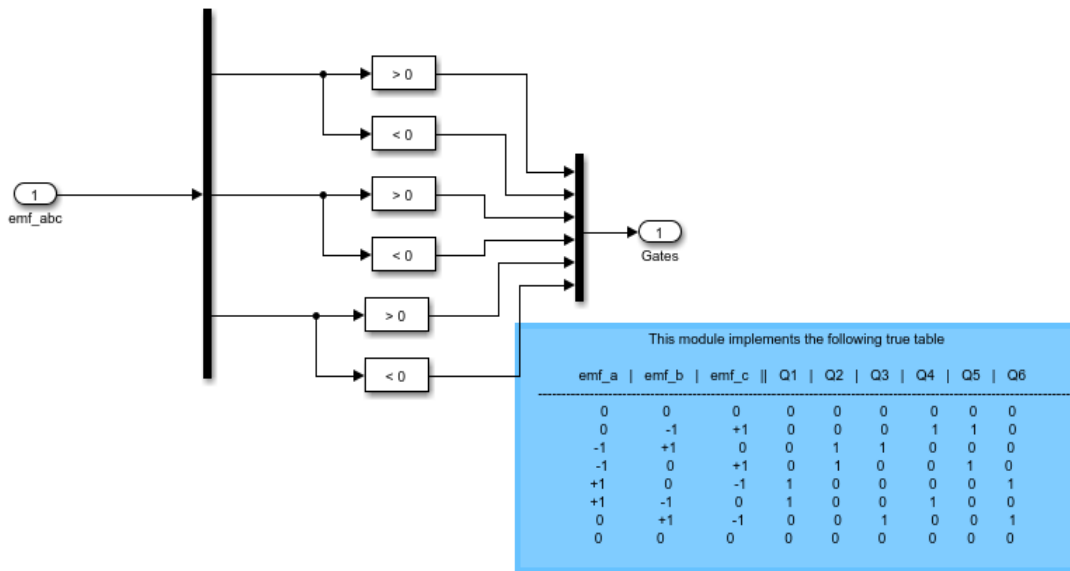 > 0
< 0
> 0
1
emf_abc
1
Gates
< 0
> 0
< 0
This module implements the following true table
emf_a | emf_b | emf_c || Q1 | Q2 | Q3 | Q4 | Q5 | Q6
--------------------------------------------------------------------------------
0 0 0 0 0 0 0 0 0
0 -1 +1 0 0 0 1 1 0
-1 +1 0 0 1 1 0 0 0
-1 0 +1 0 1 0 0 1 0
+1 0 -1 1 0 0 0 0 1
+1 -1 0 1 0 0 1 0 0
0 +1 -1 0 0 1 0 0 1
0 0 0 0 0 0 0 0 0